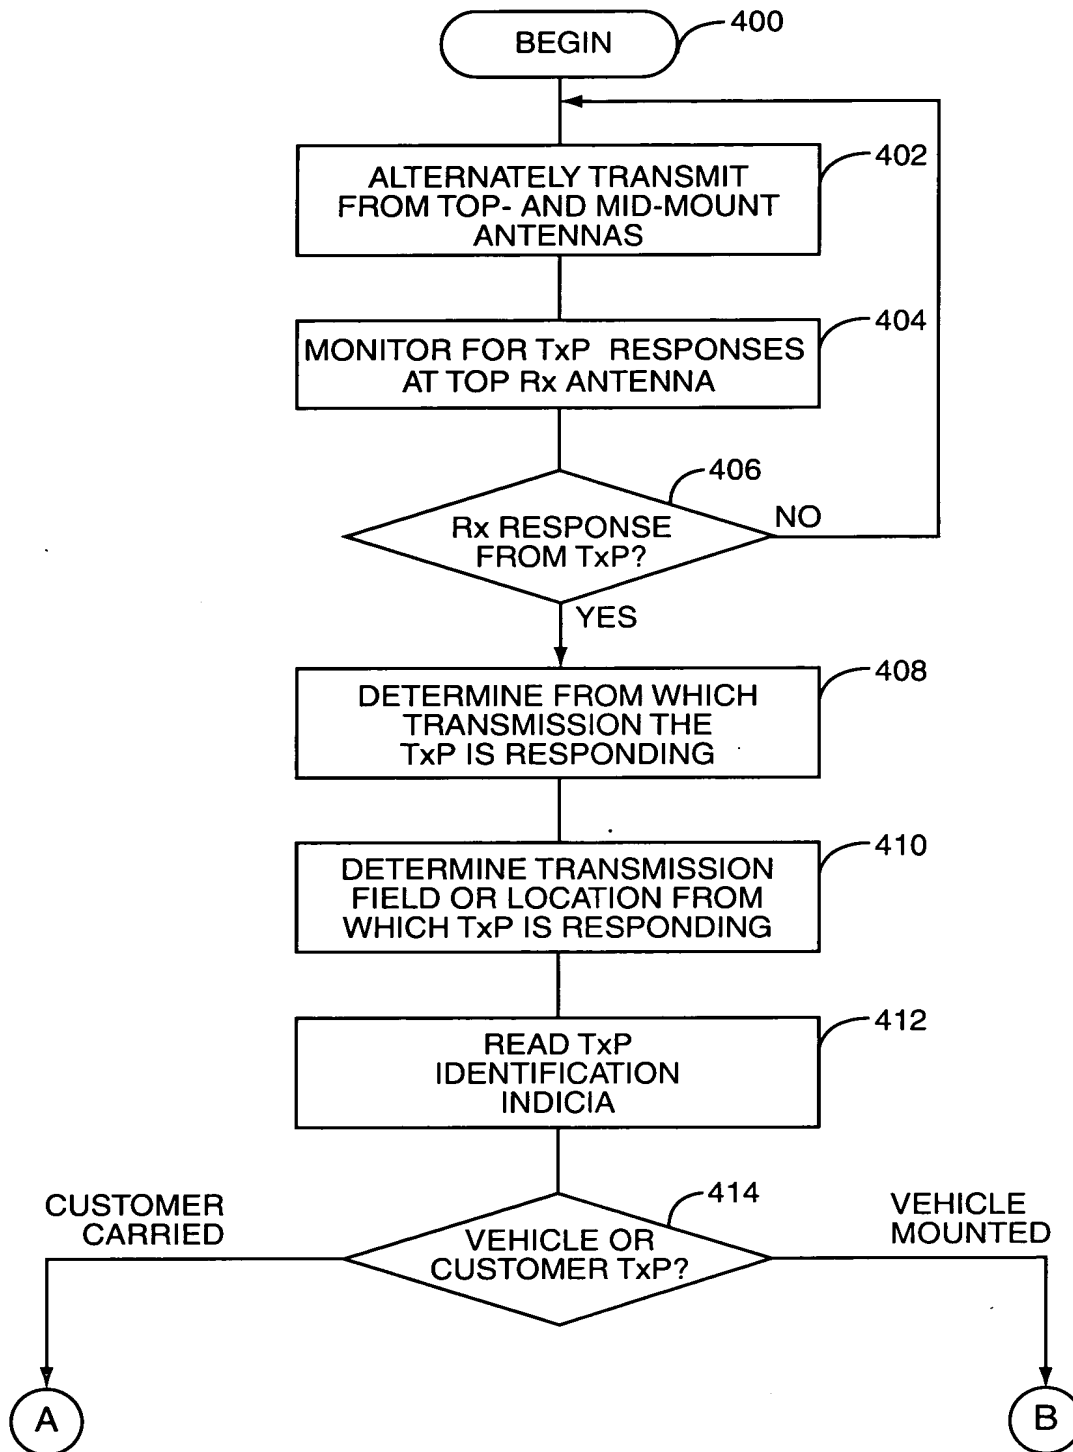 BEGIN
400
ALTERNATELY TRANSMIT
FROM TOP- AND MID-MOUNT
ANTENNAS
402
MONITOR FOR TxP RESPONSES
AT TOP Rx ANTENNA
404
406
Rx RESPONSE
FROM TxP?
NO
YES
DETERMINE FROM WHICH
TRANSMISSION THE
TxP IS RESPONDING
408
DETERMINE TRANSMISSION
FIELD OR LOCATION FROM
WHICH TxP IS RESPONDING
410
READ TxP
IDENTIFICATION
INDICIA
412
CUSTOMER
CARRIED
414
VEHICLE OR
CUSTOMER TxP?
VEHICLE
MOUNTED
A
B